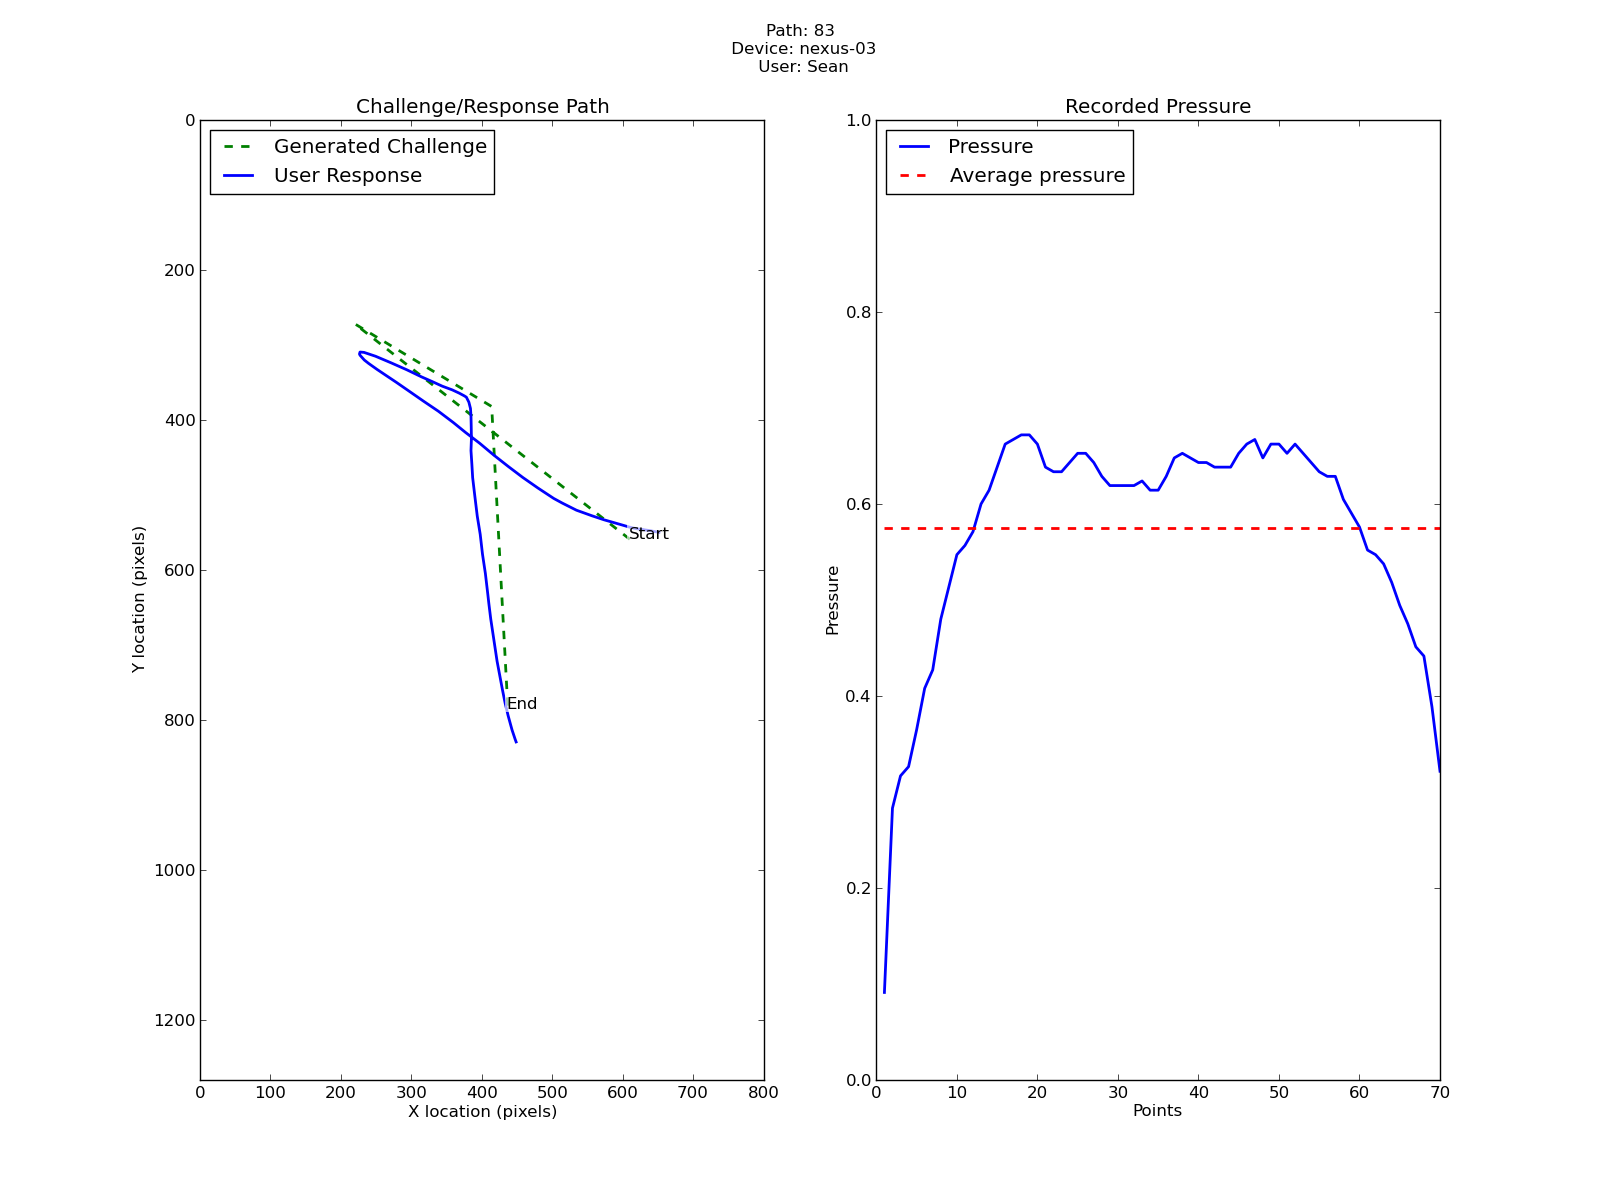 Path: 83
Device: nexus-03
User: Sean
Challenge/Response Path
Generated Challenge
User Response
0
200
400
600
800
1000
1200
Y location (pixels)
Start
End
0 100 200 300 400 500 600 700 800
X location (pixels)
Recorded Pressure
Pressure
Average pressure
1.0
0.8
0.6
0.4
0.2
0.0
Pressure
0 10 20 30 40 50 60 70
Points